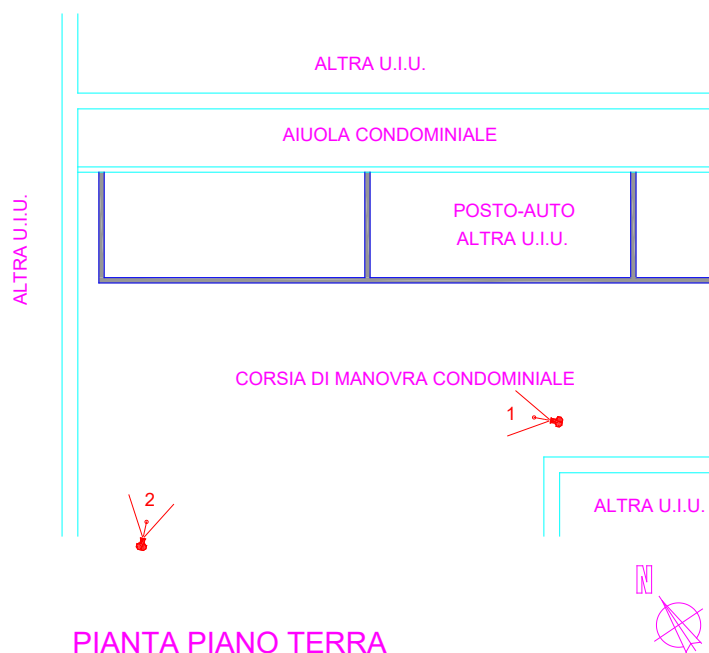 ALTRA U.I.U.
AIUOLA CONDOMINIALE
ALTRA U.I.U.
POSTO-AUTO
ALTRA U.I.U.
CORSIA DI MANOVRA CONDOMINIALE
1
2
ALTRA U.I.U.
N
PIANTA PIANO TERRA